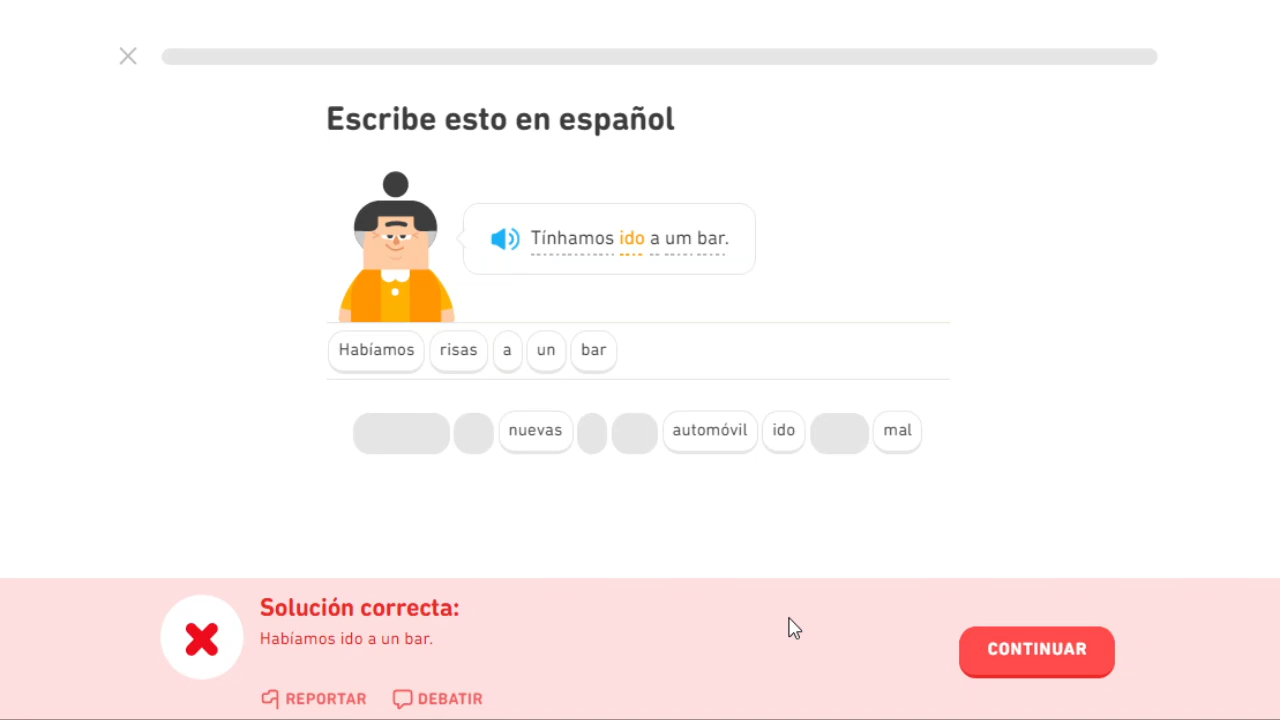 Escribe esto en español
Tínhamos ido a um bar.
Habíamos risas a un bar
nuevas automóvil ido mal
Solución correcta:
Habíamos ido a un bar.
CONTINUAR
REPORTAR DEBATIR